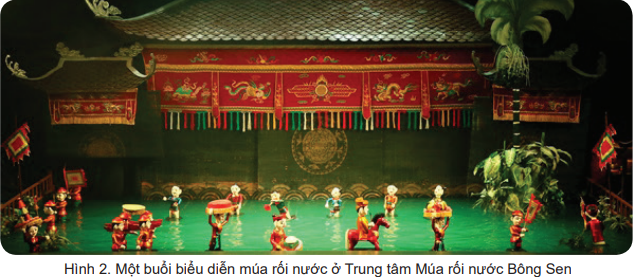 Hình 2. Một buổi biểu diễn múa rối nước ở Trung tâm Múa rối nước Bông Sen